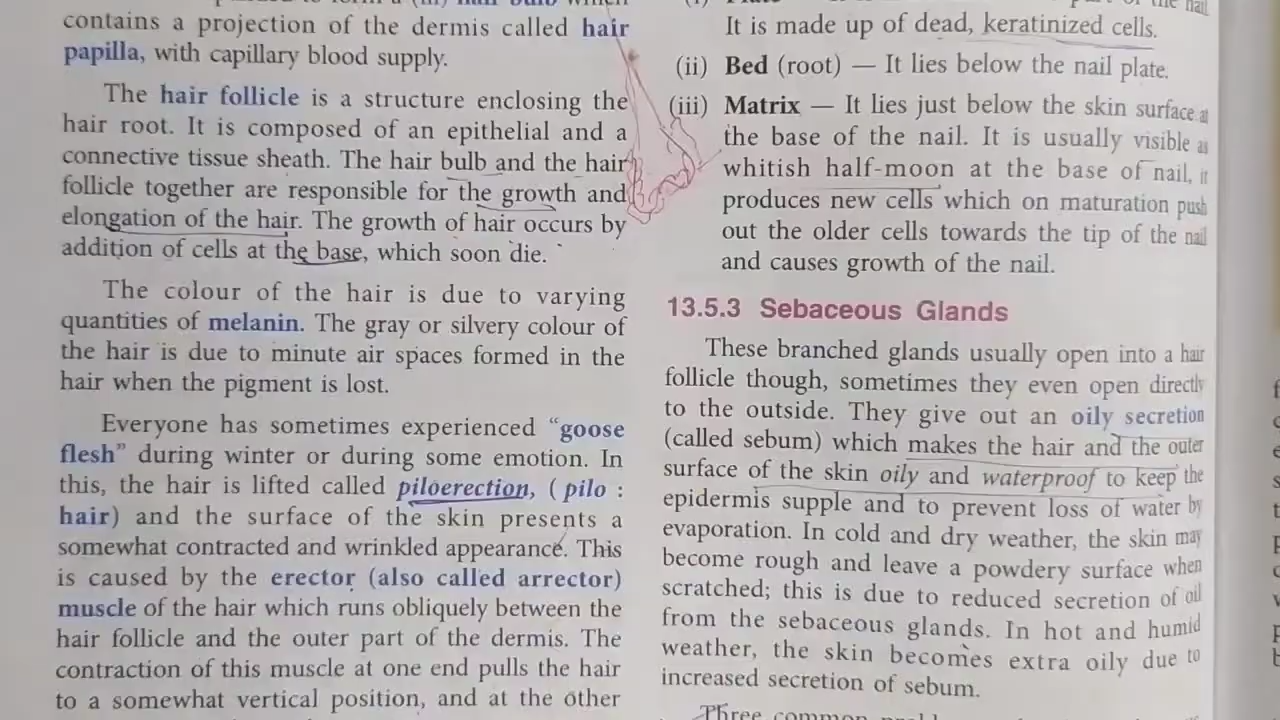 contains a projection of the dermis called hair
papilla, with capillary blood supply.
The hair follicle is a structure enclosing the
hair root. It is composed of an epithelial and a
connective tissue sheath. The hair bulb and the hair
follicle together are responsible for the growth and
elongation of the hair. The growth of hair occurs by
addition of cells at the base, which soon die.
The colour of the hair is due to varying
quantities of melanin. The gray or silvery colour of
the hair is due to minute air spaces formed in the
hair when the pigment is lost.
Everyone has sometimes experienced “goose
flesh” during winter or during some emotion. In
this, the hair is lifted called piloerection, ( pilo :
hair) and the surface of the skin presents a
somewhat contracted and wrinkled appearance. This
is caused by the erector (also called arrector)
muscle of the hair which runs obliquely between the
hair follicle and the outer part of the dermis. The
contraction of this muscle at one end pulls the hair
to a somewhat vertical position, and at the other
It is made up of dead, keratinized cells.
(ii) Bed (root) — It lies below the nail plate.
(iii) Matrix — It lies just below the skin surface at
the base of the nail. It is usually visible as
whitish half-moon at the base of nail, it
produces new cells which on maturation push
out the older cells towards the tip of the nail
and causes growth of the nail.
13.5.3 Sebaceous Glands
These branched glands usually open into a hair
follicle though, sometimes they even open directly
to the outside. They give out an oily secretion
(called sebum) which makes the hair and the outer
surface of the skin oily and waterproof to keep the
epidermis supple and to prevent loss of water by
evaporation. In cold and dry weather, the skin may
become rough and leave a powdery surface when
scratched; this is due to reduced secretion of oil
from the sebaceous glands. In hot and humid
weather, the skin becomes extra oily due to
increased secretion of sebum.
Three common